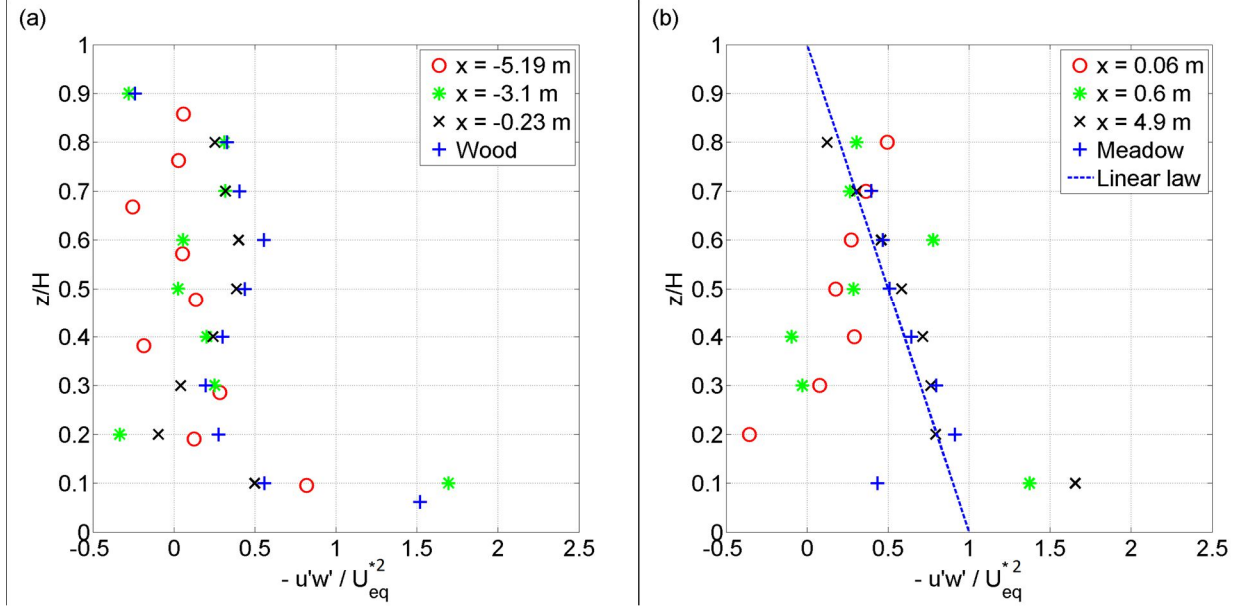 (a)
1
0.9
0.8
0.7
0.6
0.5
0.4
0.3
0.2
0.1
0
z/H
-0.5 0 0.5 1 1.5 2 2.5
- u'w' / U*2eq
x = -5.19 m
x = -3.1 m
x = -0.23 m
Wood
(b)
1
0.9
0.8
0.7
0.6
0.5
0.4
0.3
0.2
0.1
0
z/H
-0.5 0 0.5 1 1.5 2 2.5
- u'w' / U*2eq
x = 0.06 m
x = 0.6 m
x = 4.9 m
Meadow
Linear law